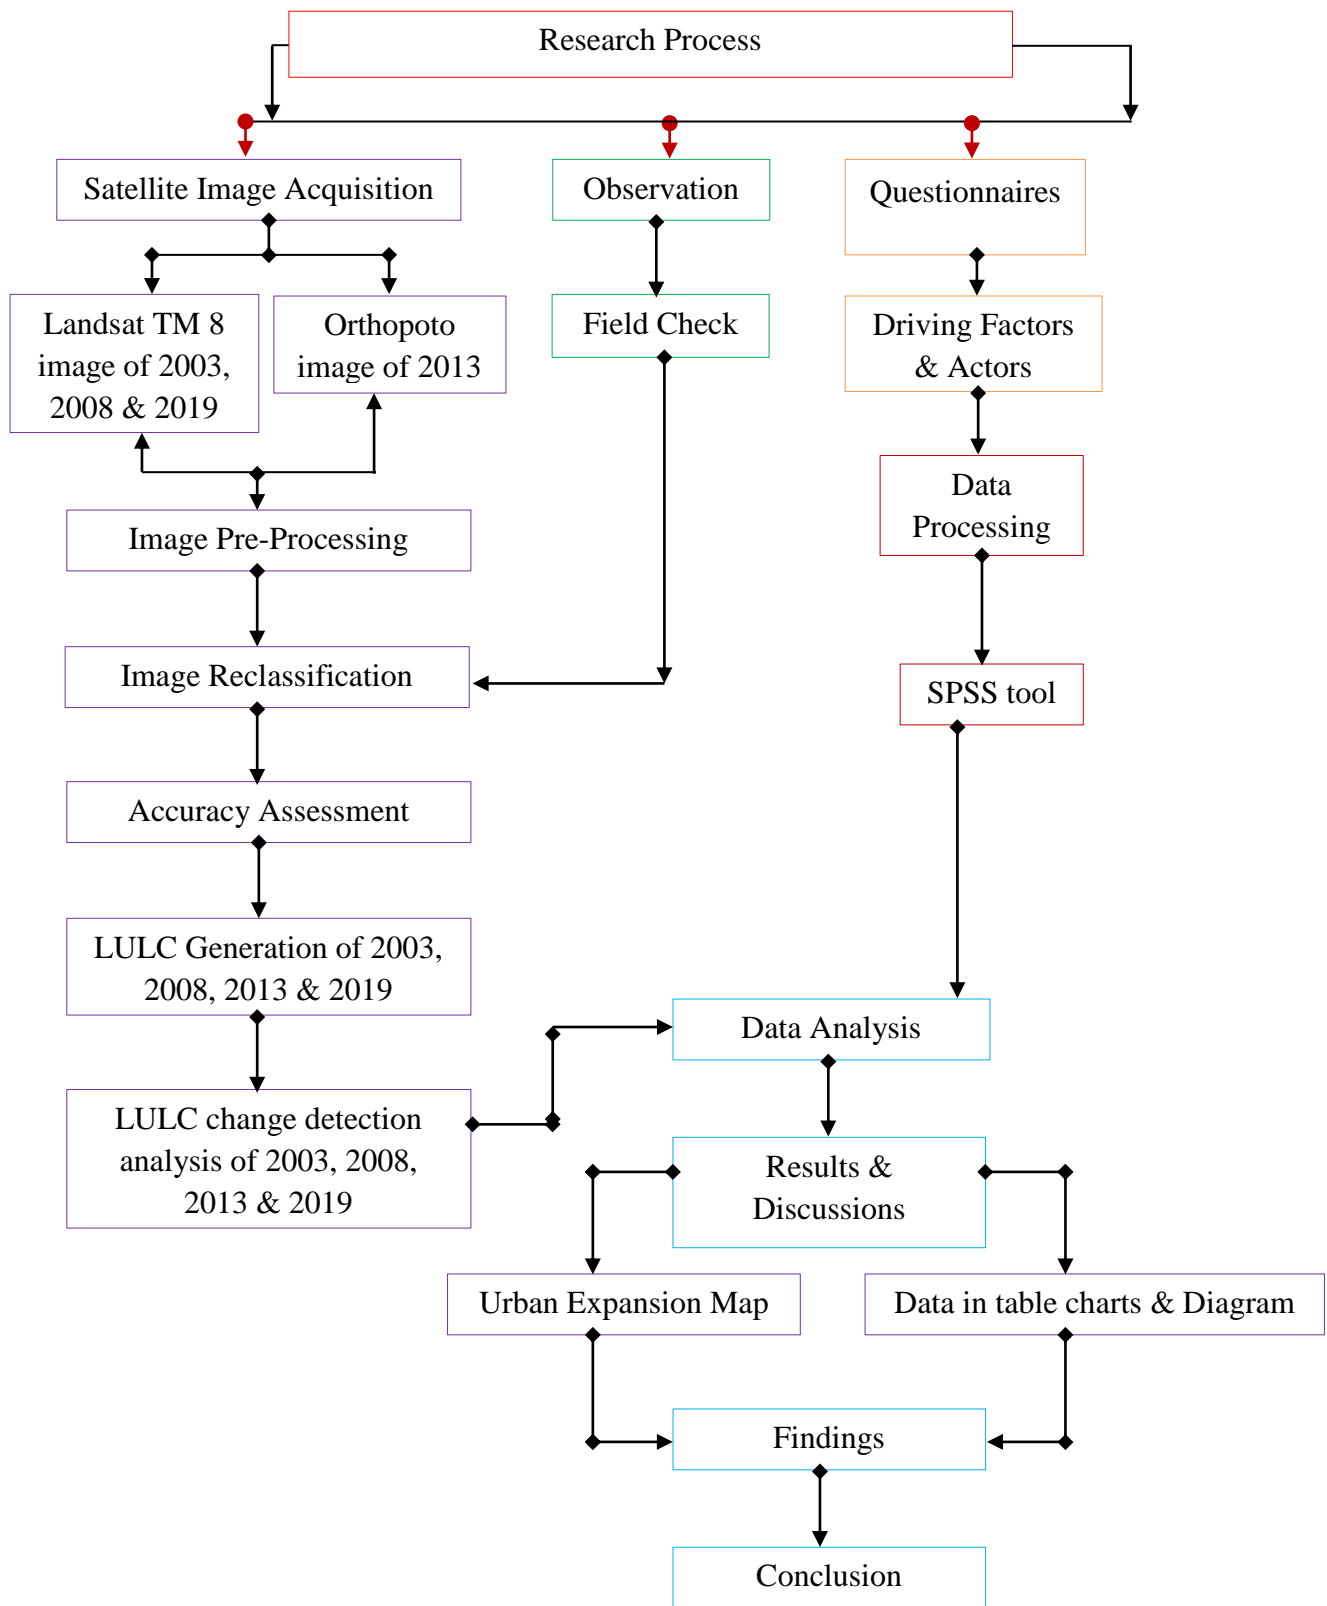 Research Process
Satellite Image Acquisition
Observation
Questionnaires
Landsat TM 8
image of 2003,
2008 & 2019
Orthopoto
image of 2013
Field Check
Driving Factors
& Actors
Data
Processing
Image Pre-Processing
Image Reclassification
SPSS tool
Accuracy Assessment
LULC Generation of 2003,
2008, 2013 & 2019
Data Analysis
LULC change detection
analysis of 2003, 2008,
2013 & 2019
Results &
Discussions
Urban Expansion Map
Data in table charts & Diagram
Findings
Conclusion